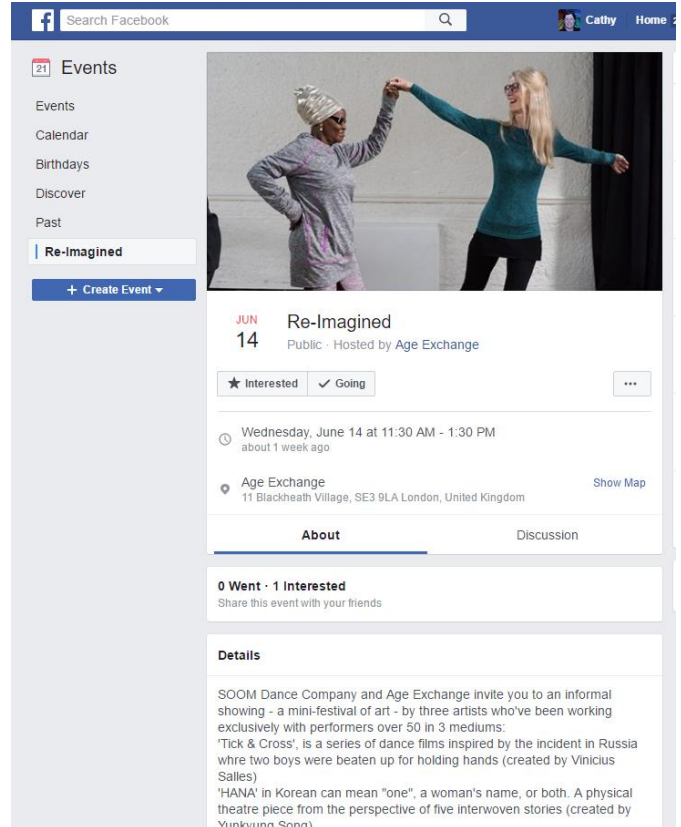 f
Search Facebook
Cathy Home
21 Events
Events
Calendar
Birthdays
Discover
Past
Re-Imagined
+ Create Event
JUN
14
Re-Imagined
Public · Hosted by Age Exchange
Interested
Going
...
Wednesday, June 14 at 11:30 AM - 1:30 PM
about 1 week ago
Age Exchange
Show Map
11 Blackheath Village, SE3 9LA London, United Kingdom
About
Discussion
0 Went · 1 Interested
Share this event with your friends
Details
SOOM Dance Company and Age Exchange invite you to an informal
showing - a mini-festival of art - by three artists who've been working
exclusively with performers over 50 in 3 mediums:
'Tick & Cross', is a series of dance films inspired by the incident in Russia
whre two boys were beaten up for holding hands (created by Vinicius
Salles)
'HANA' in Korean can mean "one", a woman's name, or both. A physical
theatre piece from the perspective of five interwoven stories (created by
Yunkyung Song)